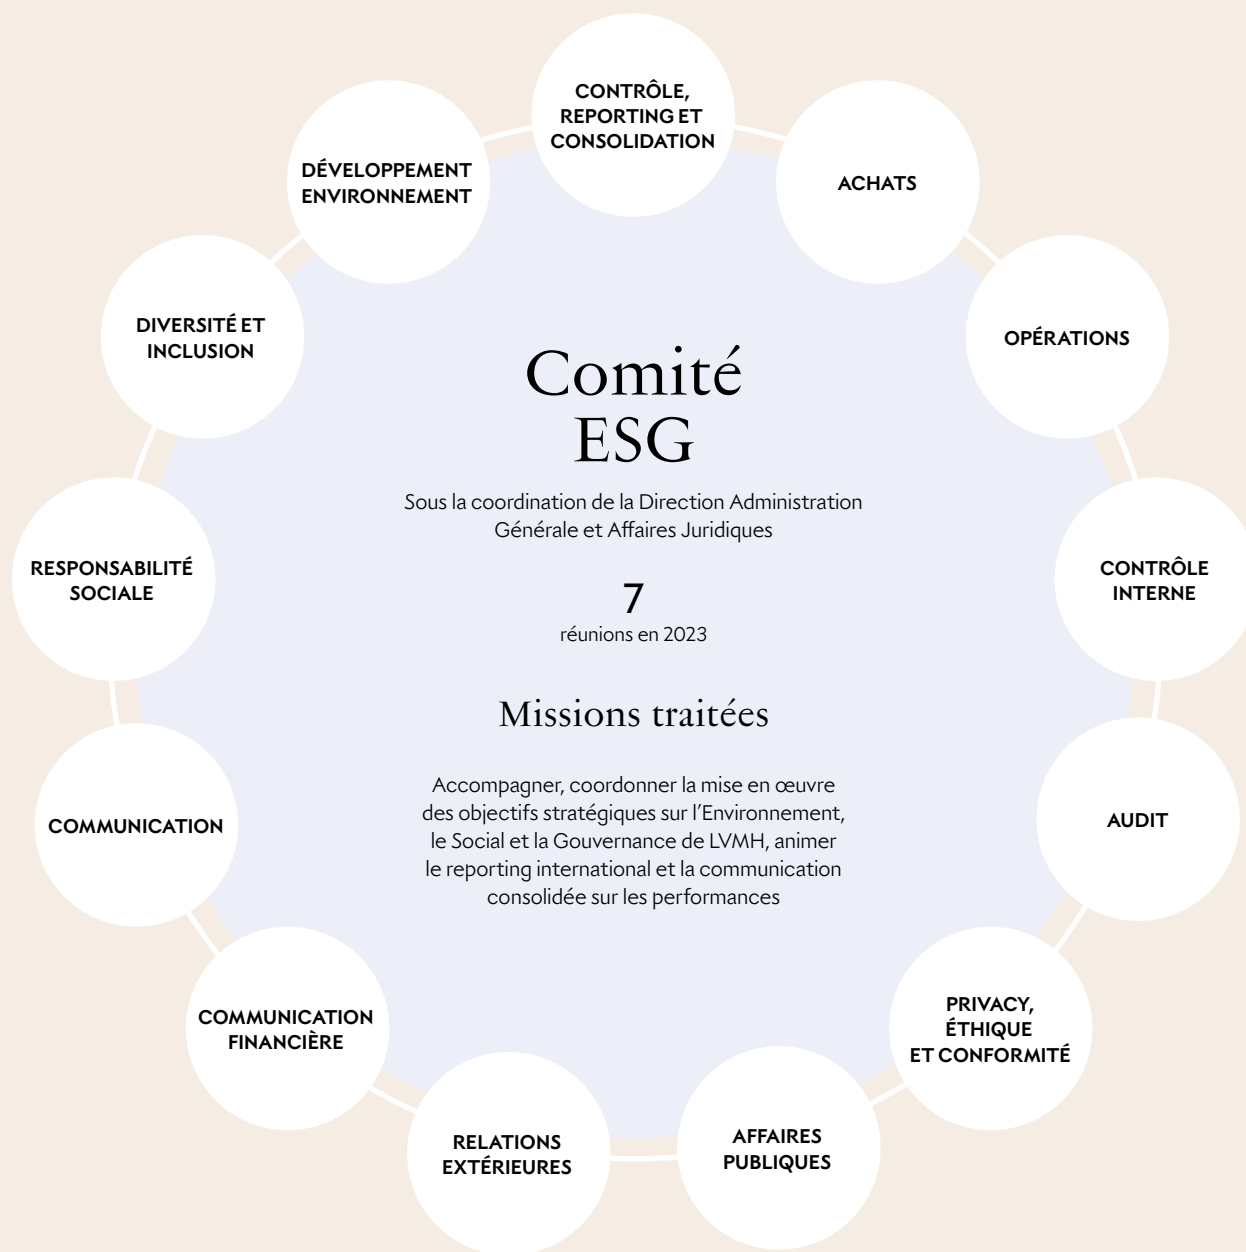 CONTRÔLE,
REPORTING ET
CONSOLIDATION
ACHATS
OPÉRATIONS
CONTRÔLE
INTERNE
AUDIT
PRIVACY,
ÉTHIQUE
ET CONFORMITÉ
AFFAIRES
PUBLIQUES
RELATIONS
EXTÉRIEURES
COMMUNICATION
FINANCIÈRE
COMMUNICATION
RESPONSABILITÉ
SOCIALE
DIVERSITÉ ET
INCLUSION
DÉVELOPPEMENT
ENVIRONNEMENT
Comité
ESG
Sous la coordination de la Direction Administration
Générale et Affaires Juridiques
7
réunions en 2023
Missions traitées
Accompagner, coordonner la mise en œuvre
des objectifs stratégiques sur l’Environnement,
le Social et la Gouvernance de LVMH, animer
le reporting international et la communication
consolidée sur les performances